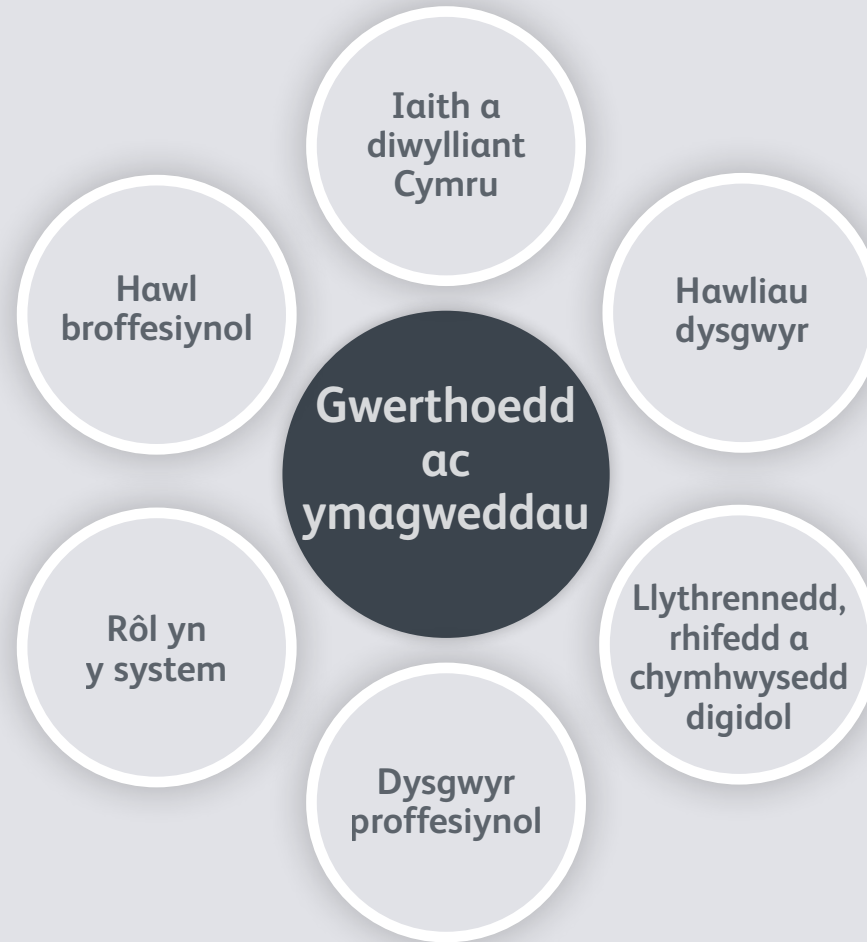 Iaith a
diwylliant
Cymru
Hawl
broffesiynol
Hawliau
dysgwyr
Gwerthoedd
ac
ymagweddau
Rôl yn
y system
Llythrennedd,
rhifedd a
chymhwysedd
digidol
Dysgwyr
proffesiynol